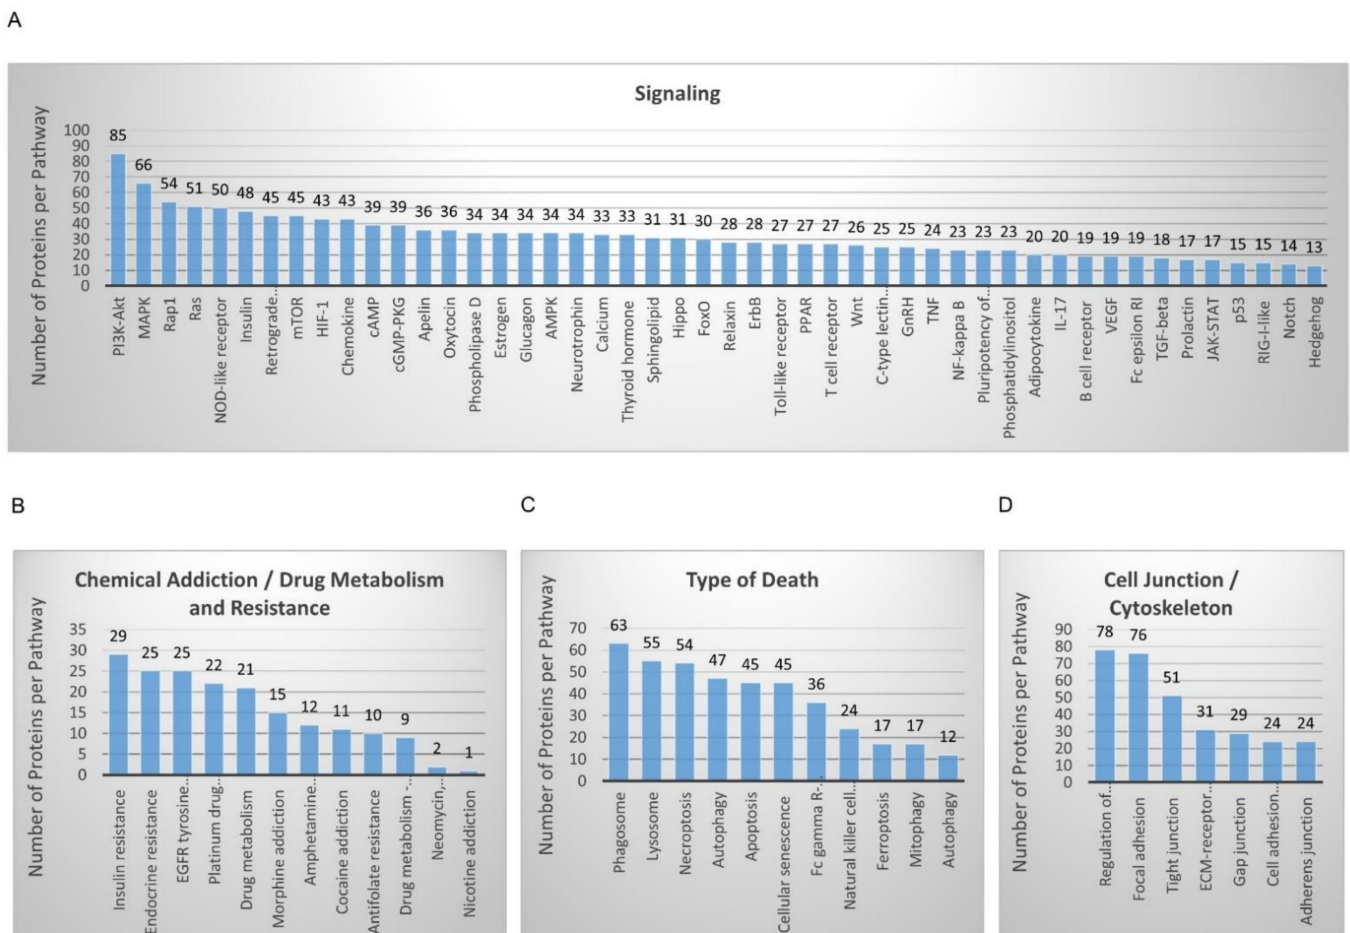 A
Signaling
Number of Proteins per Pathway
100
90
80
70
60
50
40
30
20
10
0
85 66 54 51 50 48 45 45 43 43 39 39 36 36 34 34 34 34 34 33 33 31 31 30 28 28 27 27 27 26 25 25 24 23 23 23 20 20 19 19 19 18 17 17 15 15 14 13
PI3K-Akt
MAPK
Rap1
Ras
NOD-like receptor
Insulin
Retrograde...
mTOR
HIF-1
Chemokine
cAMP
cGMP-PKG
Apelin
Oxytocin
Phospholipase D
Estrogen
Glucagon
AMPK
Neurotrophin
Calcium
Thyroid hormone
Sphingolipid
Hippo
FoxO
Relaxin
ErbB
Toll-like receptor
PPAR
T cell receptor
Wnt
C-type lectin...
GnRH
TNF
NF-kappa B
Pluripotency of...
Phosphatidylinositol
Adipocytokine
IL-17
B cell receptor
VEGF
Fc epsilon RI
TGF-beta
Prolactin
JAK-STAT
p53
RIG-I-like
Notch
Hedgehog
B
Chemical Addiction / Drug Metabolism
and Resistance
Number of Proteins per Pathway
35
30
25
20
15
10
5
0
29 25 25 22 21 15 12 11 10 9 2 1
Insulin resistance
Endocrine resistance
EGFR tyrosine...
Platinum drug...
Drug metabolism
Morphine addiction
Amphetamine...
Cocaine addiction
Antifolate resistance
Drug metabolism -...
Neomycin,...
Nicotine addiction
C
Type of Death
Number of Proteins per Pathway
70
60
50
40
30
20
10
0
63 55 54 47 45 45 36 24 17 17 12
Phagosome
Lysosome
Necroptosis
Autophagy
Apoptosis
Cellular senescence
Fc gamma R-...
Natural killer cell...
Ferroptosis
Mitophagy
Autophagy
D
Cell Junction /
Cytoskeleton
Number of Proteins per Pathway
90
80
70
60
50
40
30
20
10
0
78 76 51 31 29 24 24
Regulation of...
Focal adhesion
Tight junction
ECM-receptor...
Gap junction
Cell adhesion...
Adherens junction